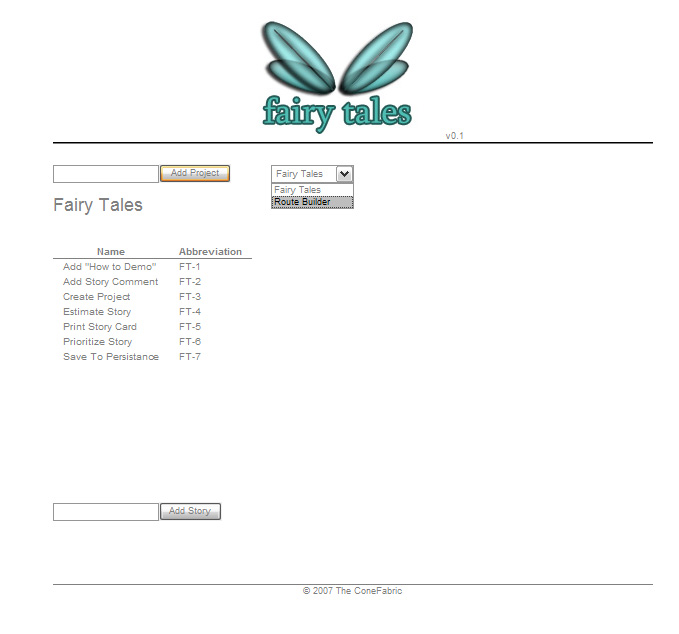 fairy tales
v0.1
Add Project
Fairy Tales
Fairy Tales
Route Builder
Fairy Tales
Name Abbreviation
Add "How to Demo" FT-1
Add Story Comment FT-2
Create Project FT-3
Estimate Story FT-4
Print Story Card FT-5
Prioritize Story FT-6
Save To Persistance FT-7
Add Story
© 2007 The ConeFabric